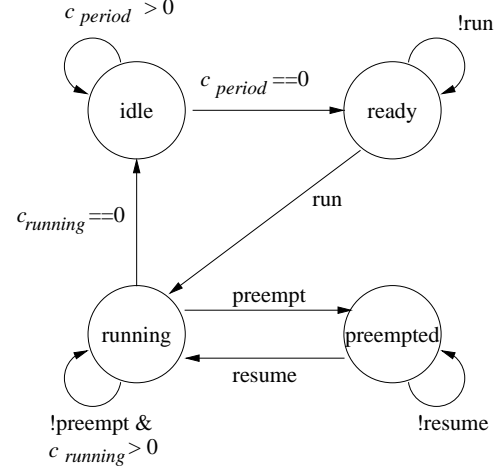 c period > 0
!run
idle
c period ==0
ready
run
c running ==0
preempt
running
preempted
resume
!preempt &
c running > 0
!resume